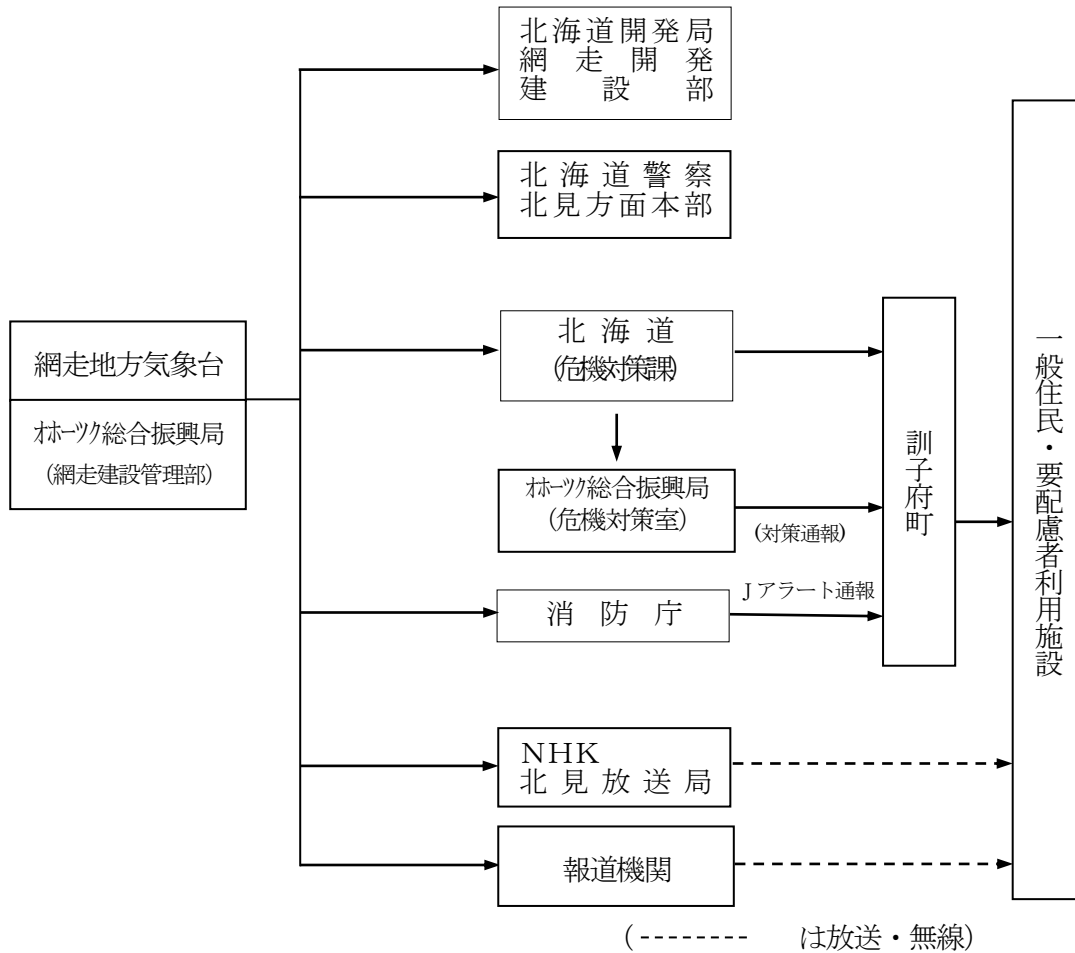 北海道開発局
網走開発
建設部
北海道警察
北見方面本部
網走地方気象台
オホーツク総合振興局
(網走建設管理部)
北海道
(危機対策課)
オホーツク総合振興局
(危機対策室)
(対策通報)
消防庁
Jアラート通報
訓子府町
NHK
北見放送局
報道機関
一般住民・要配慮者利用施設
(-------- は放送・無線)